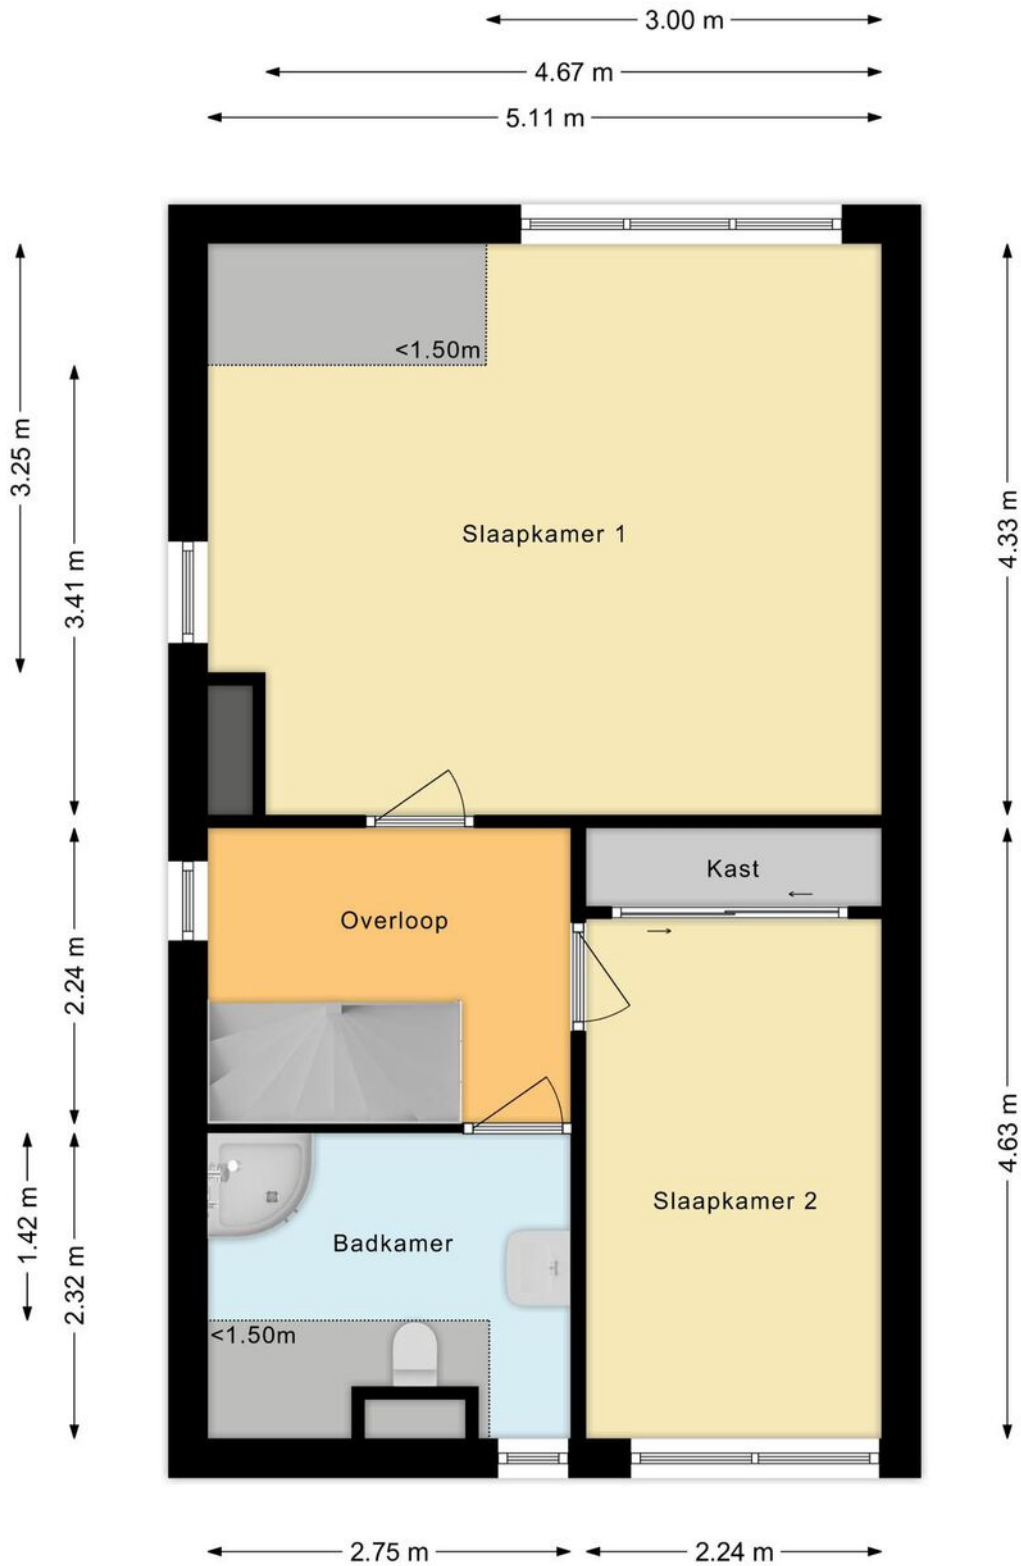 3.00 m
4.67 m
5.11 m
<1.50m
3.25 m
3.41 m
4.33 m
Slaapkamer 1
Kast
Overloop
2.24 m
4.63 m
Slaapkamer 2
Badkamer
1.42 m
2.32 m
<1.50m
2.75 m
2.24 m